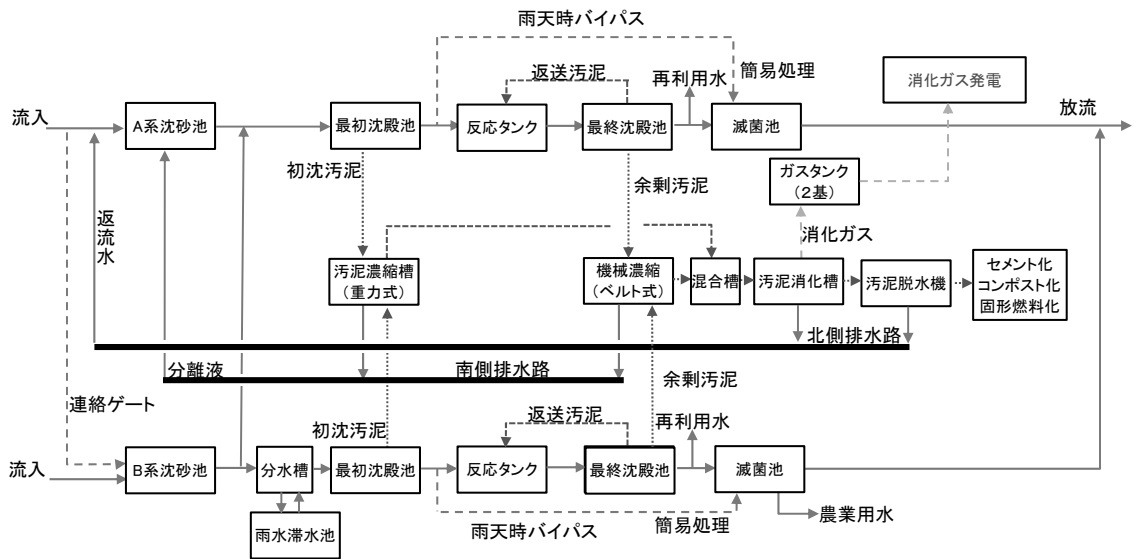 雨天時バイパス
流入
A系沈砂池
最初沈殿池
返送汚泥
反応タンク
最終沈殿池
再利用水
簡易処理
滅菌池
消化ガス発電
放流
初沈汚泥
余剰汚泥
ガスタンク
(2基)
消化ガス
返流水
汚泥濃縮槽
(重力式)
機械濃縮
(ベルト式)
混合槽
汚泥消化槽
汚泥脱水機
セメント化
コンポスト化
固形燃料化
北側排水路
分離液
南側排水路
余剰汚泥
連絡ゲート
初沈汚泥
返送汚泥
再利用水
流入
B系沈砂池
分水槽
最初沈殿池
反応タンク
最終沈殿池
滅菌池
雨水滞水池
雨天時バイパス
簡易処理
農業用水